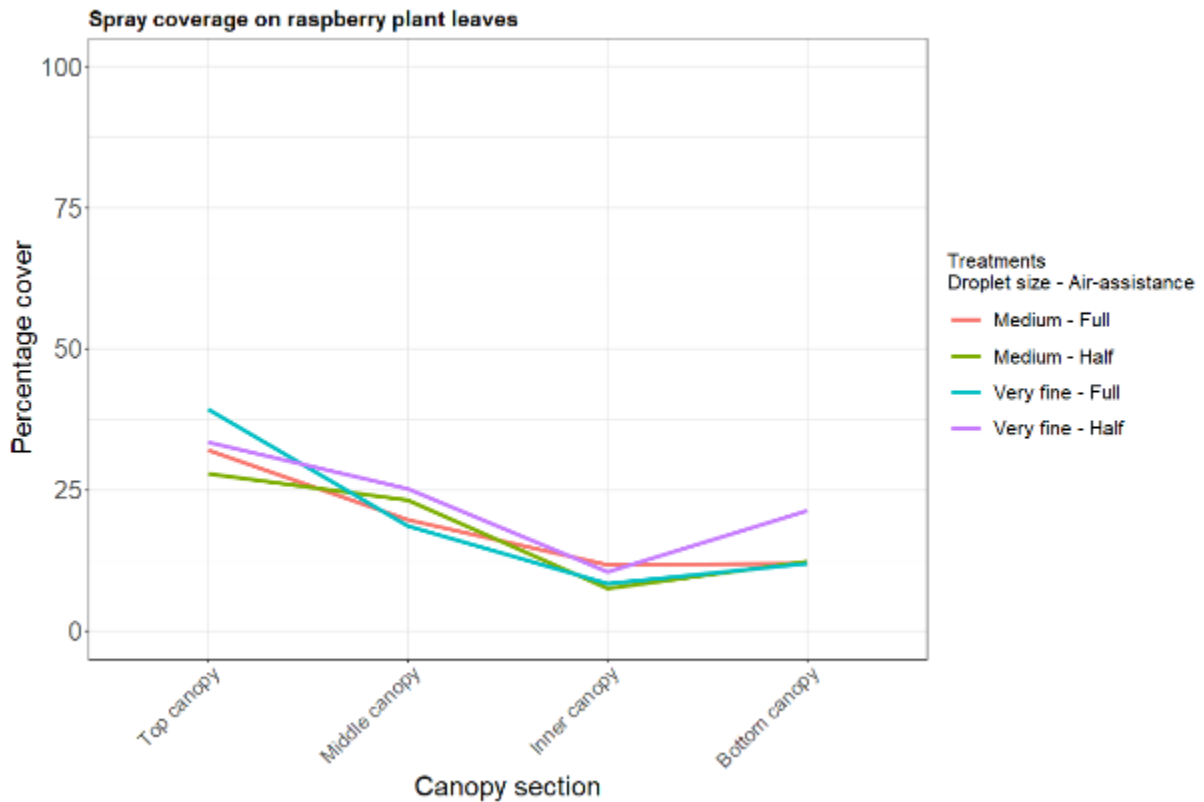 Spray coverage on raspberry plant leaves
100
75
50
25
0
Percentage cover
Top canopy
Middle canopy
Inner canopy
Bottom canopy
Canopy section
Treatments
Droplet size - Air-assistance
Medium - Full
Medium - Half
Very fine - Full
Very fine - Half